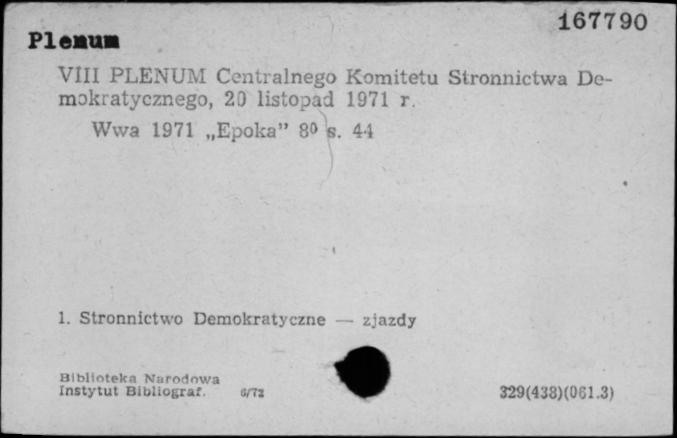 167790
Plenum
VIII PLENUM Centralnego Komitetu Stronnictwa De-
mokratycznego, 20 listopad 1971 r.
Wwa 1971 „Epoka” 8⁰ s. 44
1. Stronnictwo Demokratyczne — zjazdy
Biblioteka Narodowa
Instytut Bibliograf. 6/72
329(438)(061.3)